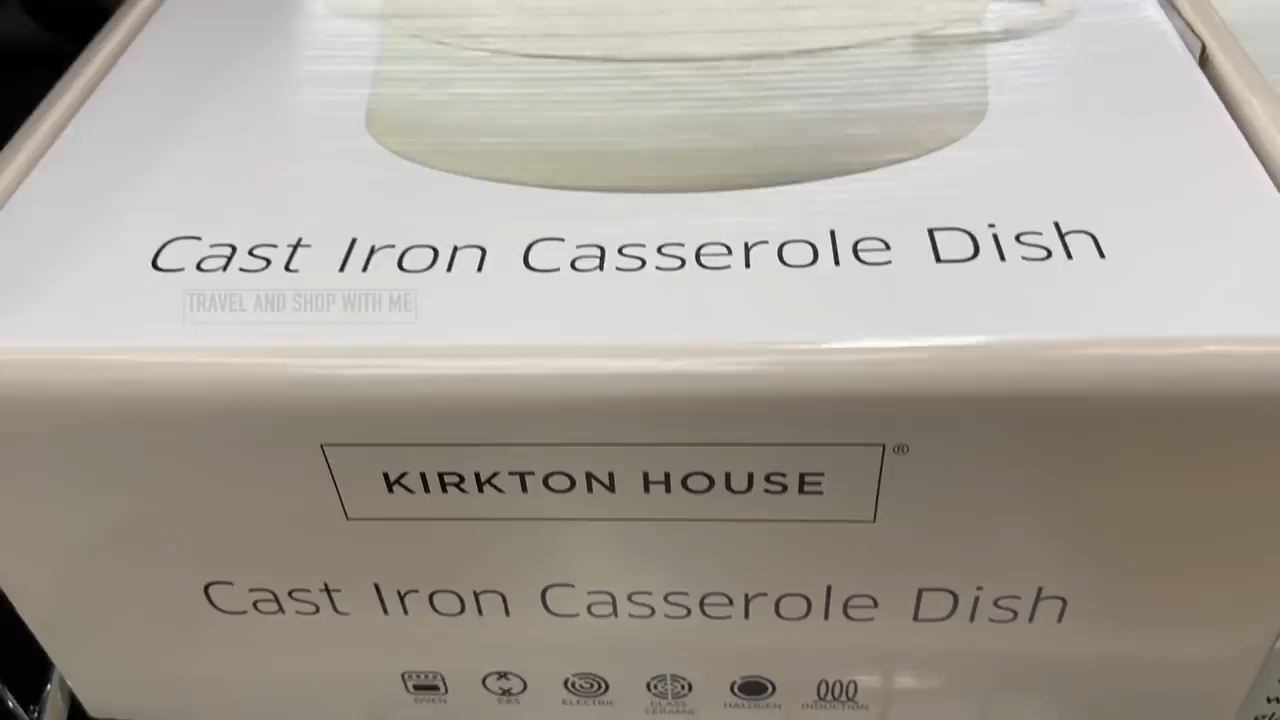 Cast Iron Casserole Dish
TRAVEL AND SHOP WITH ME
KIRKTON HOUSE ®
Cast Iron Casserole Dish
OVEN GAS ELECTRIC GLASS CERAMIC HALOGEN INDUCTION